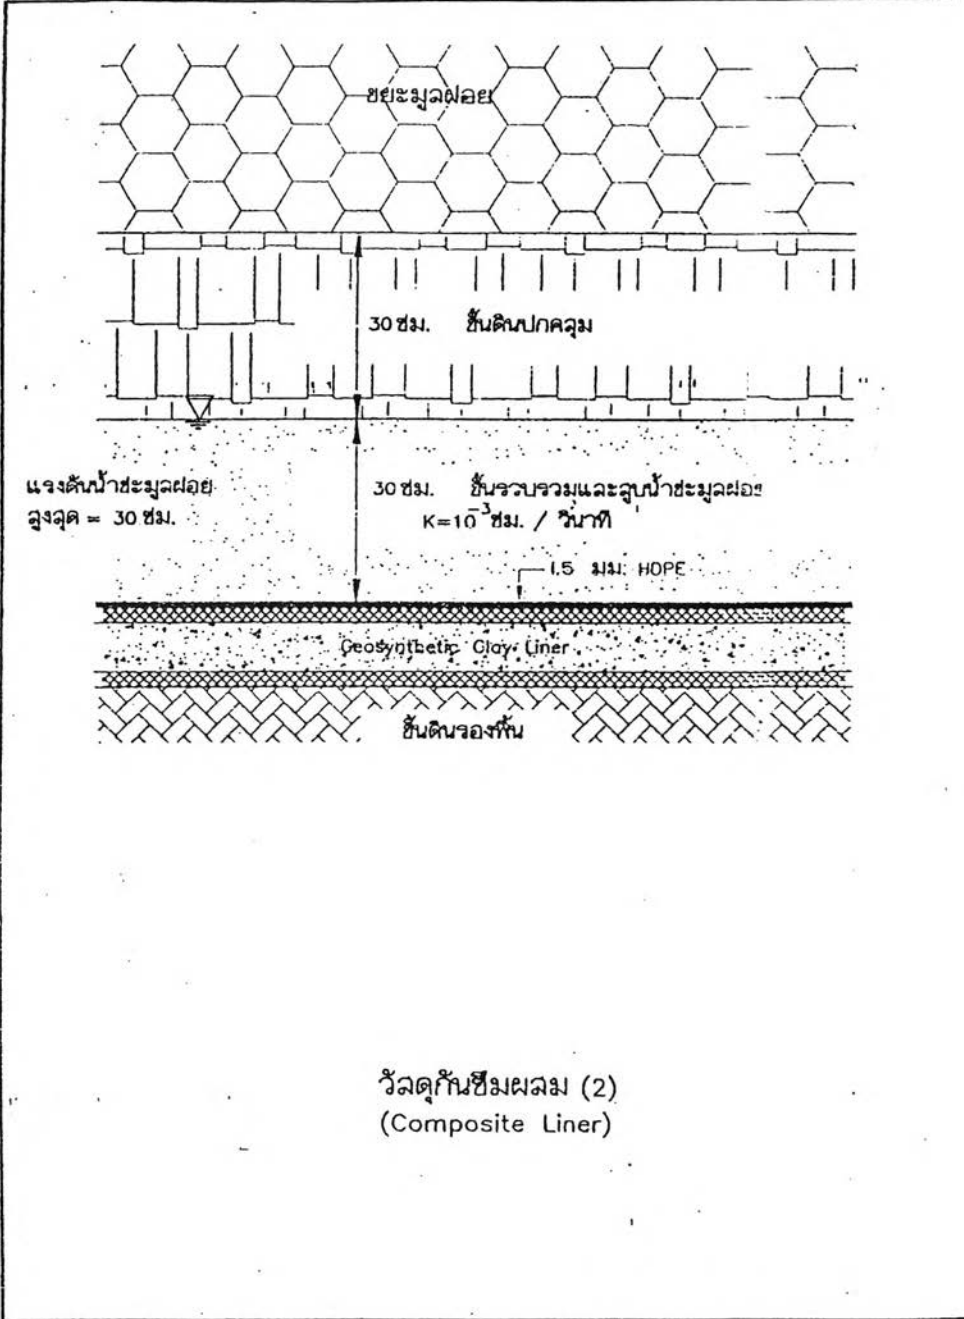 ขยะมูลฝอย
30 ซม. ชั้นดินปกคลุม
แรงดันน้ำชะมูลฝอย
สูงสุด = 30 ซม.
30 ซม. ชั้นรวบรวมและสูบน้ำชะมูลฝอย
K=10⁻³ซม. / วินาที
1.5 มม. HDPE
Geosynthetic Clay Liner
ชั้นดินรองพื้น
วัสดุกันซึมผสม (2)
(Composite Liner)